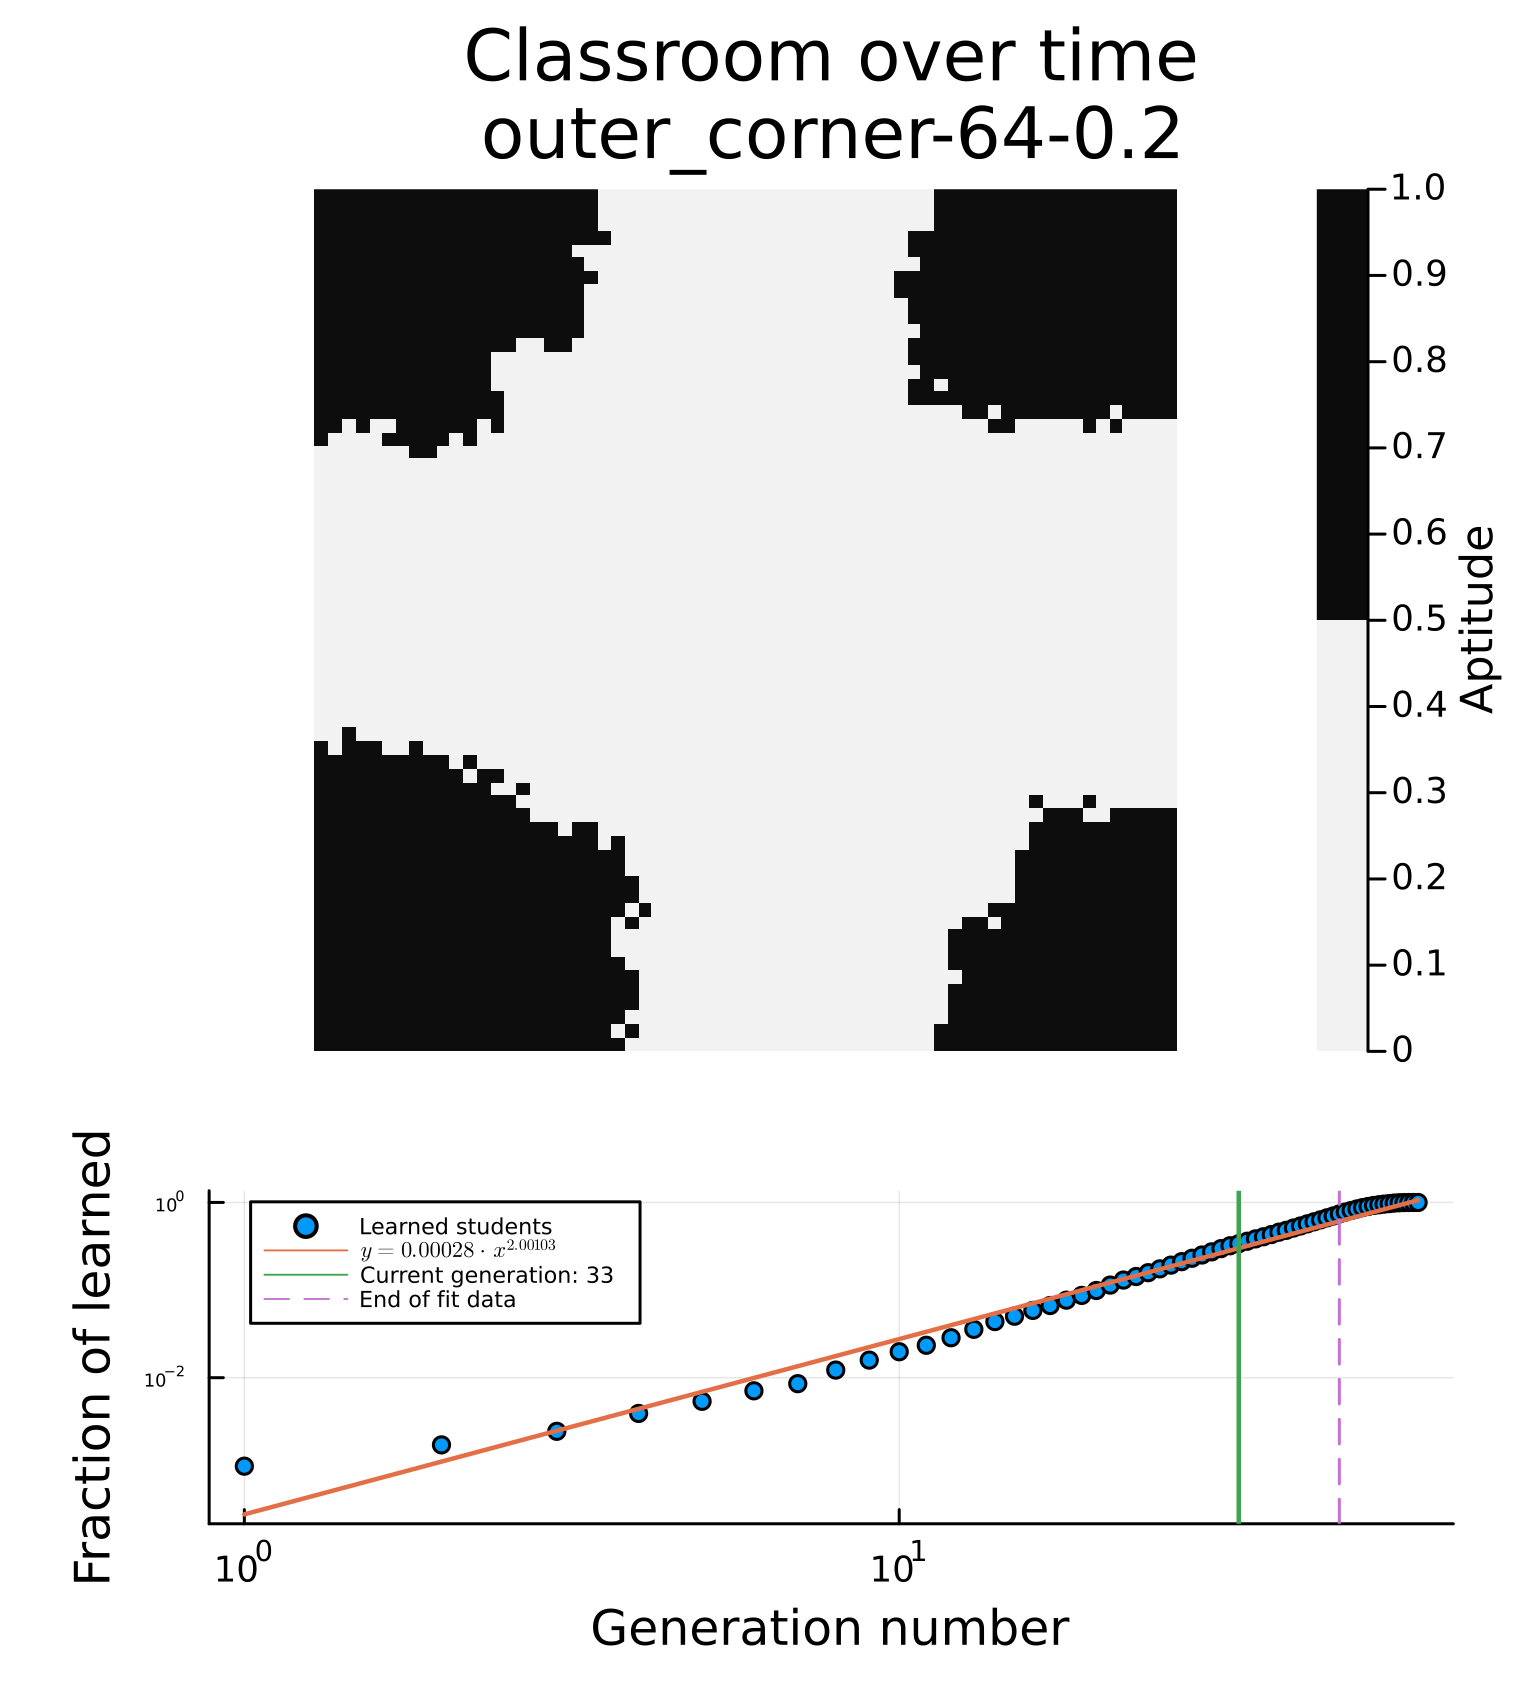 Classroom over time
outer_corner-64-0.2
1.0
0.9
0.8
0.7
0.6
0.5
0.4
0.3
0.2
0.1
0
Aptitude
Fraction of learned
10⁰
10⁻²
Learned students
y = 0.00028 · x^2.00103
Current generation: 33
End of fit data
10⁰
10¹
Generation number